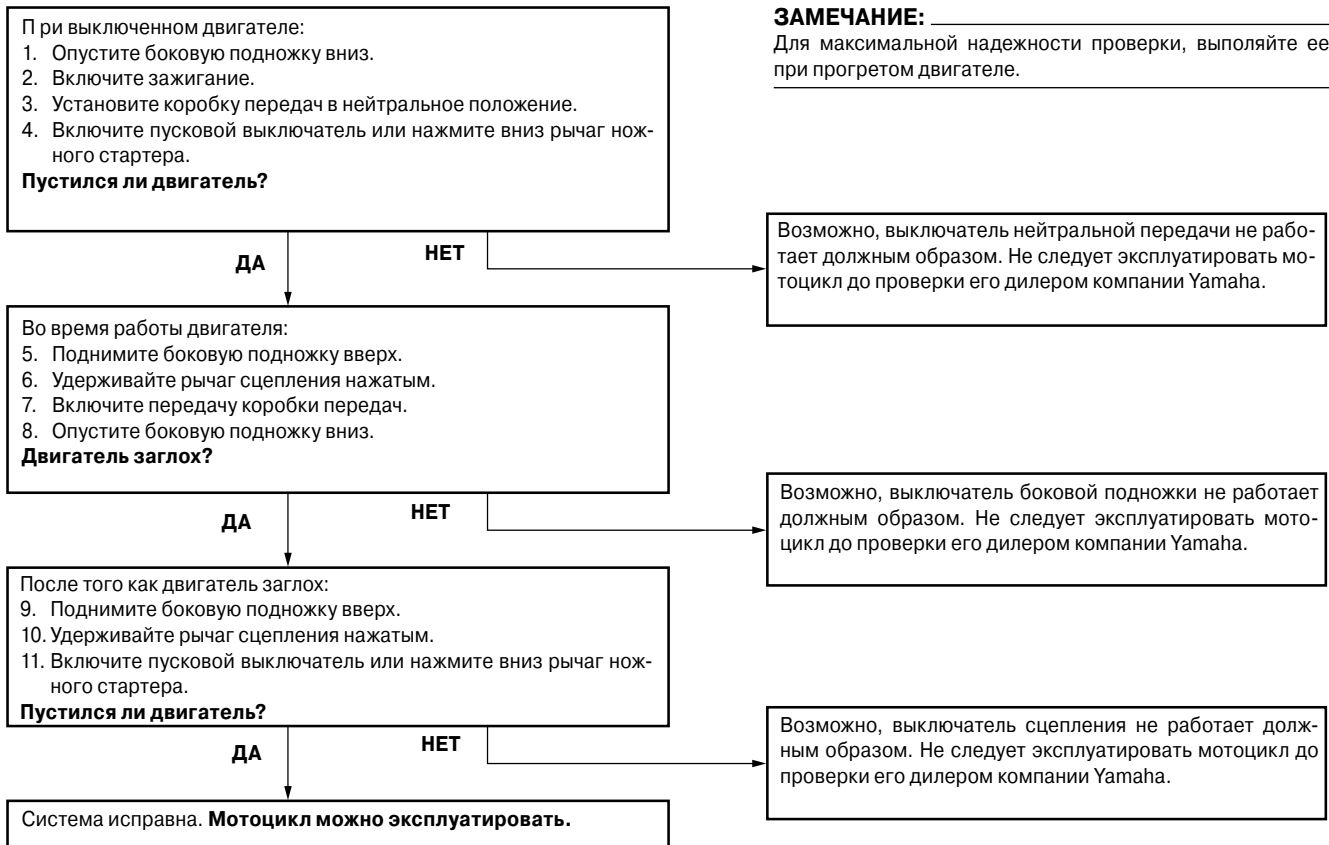 П ри выключенном двигателе:
1. Опустите боковую подножку вниз.
2. Включите зажигание.
3. Установите коробку передач в нейтральное положение.
4. Включите пусковой выключатель или нажмите вниз рычаг нож-
ного стартера.
Пустился ли двигатель?
ЗАМЕЧАНИЕ:
Для максимальной надежности проверки, выполяйте ее
при прогретом двигателе.
ДА
НЕТ
Возможно, выключатель нейтральной передачи не рабо-
тает должным образом. Не следует эксплуатировать мо-
тоцикл до проверки его дилером компании Yamaha.
Во время работы двигателя:
5. Поднимите боковую подножку вверх.
6. Удерживайте рычаг сцепления нажатым.
7. Включите передачу коробки передач.
8. Опустите боковую подножку вниз.
Двигатель заглох?
ДА
НЕТ
Возможно, выключатель боковой подножки не работает
должным образом. Не следует эксплуатировать мото-
цикл до проверки его дилером компании Yamaha.
После того как двигатель заглох:
9. Поднимите боковую подножку вверх.
10. Удерживайте рычаг сцепления нажатым.
11. Включите пусковой выключатель или нажмите вниз рычаг нож-
ного стартера.
Пустился ли двигатель?
ДА
НЕТ
Возможно, выключатель сцепления не работает долж-
ным образом. Не следует эксплуатировать мотоцикл до
проверки его дилером компании Yamaha.
Система исправна. Мотоцикл можно эксплуатировать.